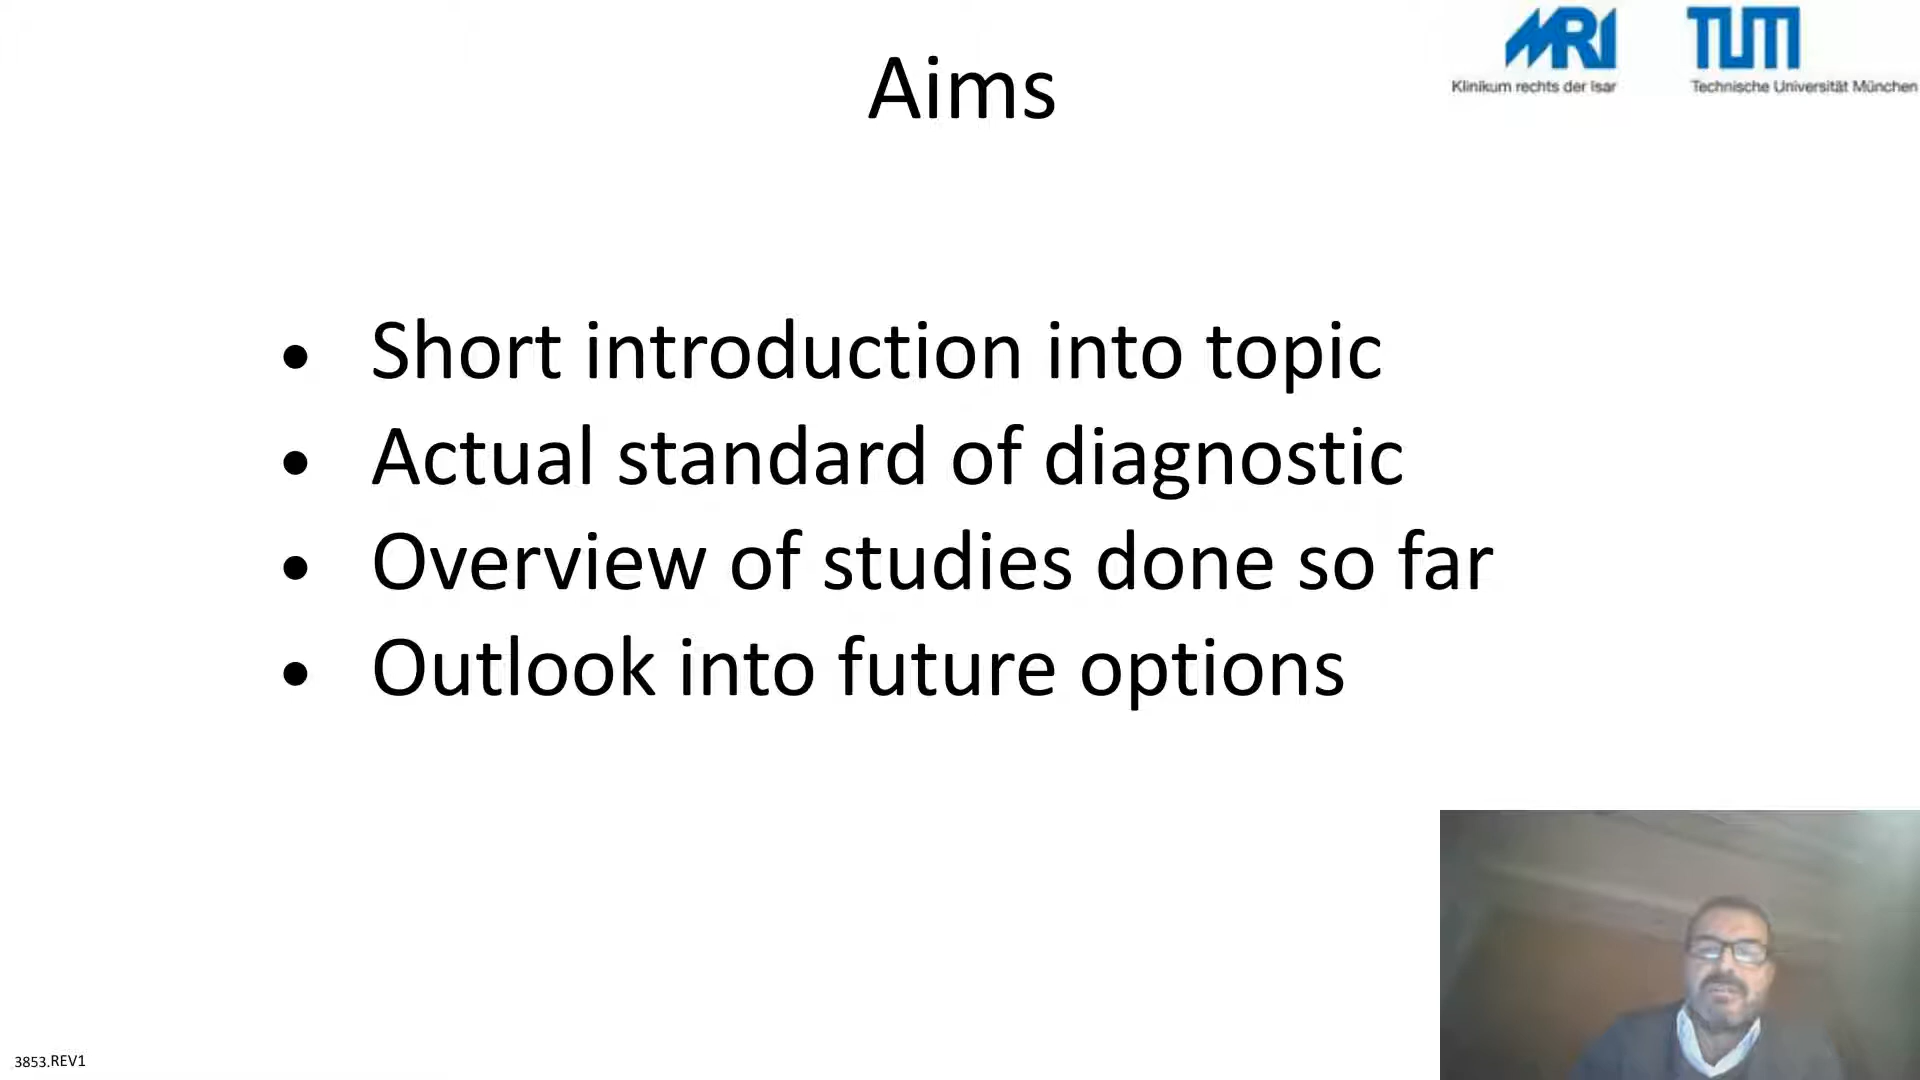 Aims
MRI
Klinikum rechts der Isar
TUM
Technische Universität München
• Short introduction into topic
• Actual standard of diagnostic
• Overview of studies done so far
• Outlook into future options
3853.REV1